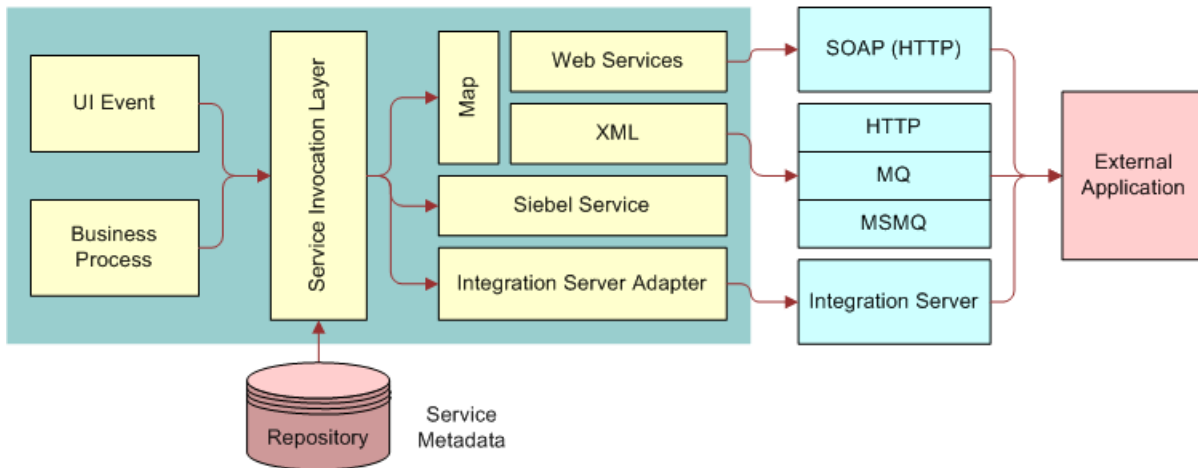 UI Event
Business
Process
Service Invocation Layer
Map
Web Services
XML
Siebel Service
Integration Server Adapter
SOAP (HTTP)
HTTP
MQ
MSMQ
Integration Server
External
Application
Repository
Service
Metadata